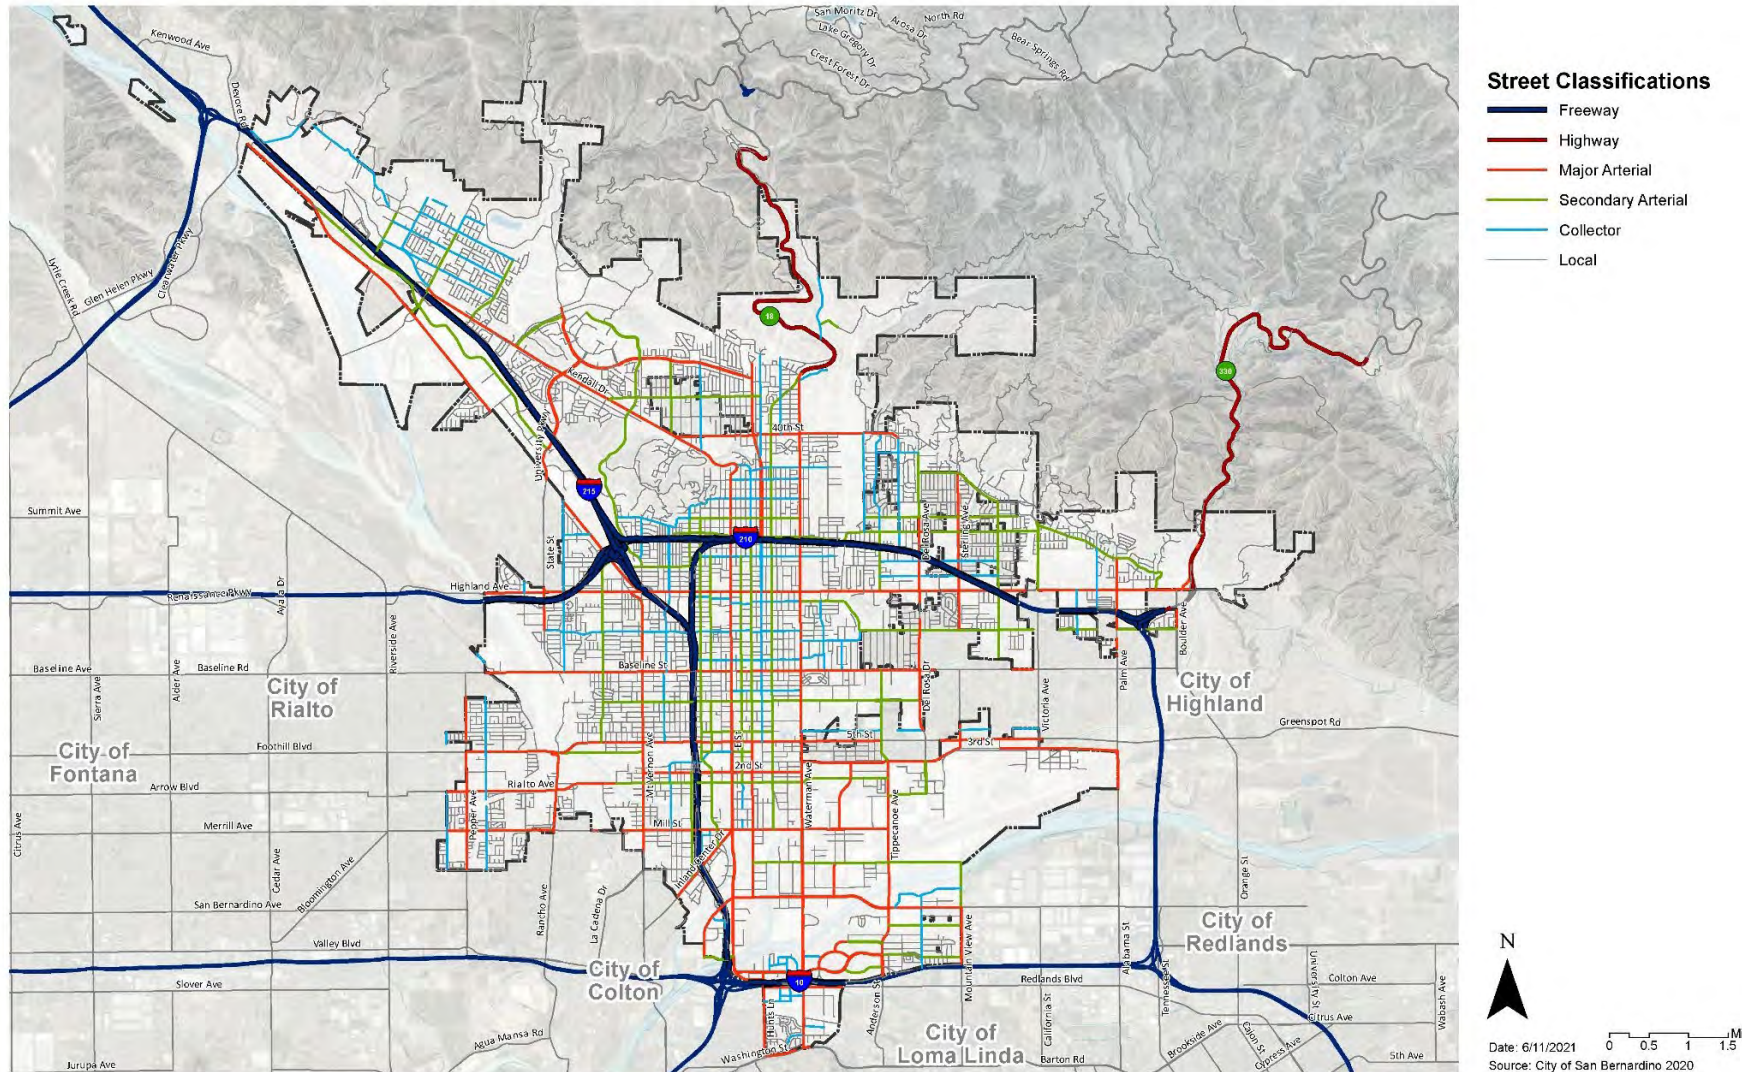 San Moritz Dr
Arosa Dr
North Rd
Lake Gregory Dr
Crest Forest Dr
Bear Springs Rd
Kenwood Ave
Devore Rd
Lytle Creek Rd
Glen Helen Pkwy
Clearwater Pkwy
18
330
Kendall Dr
University Pkwy
40th St
215
210
Summit Ave
State St
Del Rosa Ave
Sterling Ave
Highland Ave
Renaissance Pkwy
Ayala Dr
Riverside Ave
Boulder Ave
Baseline Ave
Baseline Rd
Baseline St
Sierra Ave
Alder Ave
City of
Rialto
Del Rosa Dr
Victoria Ave
Palm Ave
City of
Highland
Greenspot Rd
City of
Fontana
Foothill Blvd
E St
5th St
3rd St
2nd St
Mt Vernon Ave
Waterman Ave
Arrow Blvd
Rialto Ave
Pepper Ave
Tippecanoe Ave
Citrus Ave
Merrill Ave
Mill St
Inland Center Dr
Cedar Ave
Bloomington Ave
Orange St
San Bernardino Ave
Rancho Ave
La Cadena Dr
Mountain View Ave
Alabama St
City of
Redlands
Valley Blvd
City of
Colton
10
Slover Ave
Redlands Blvd
Tennessee St
University St
Colton Ave
Wabash Ave
Hunts Ln
Anderson St
California St
Citrus Ave
Agua Mansa Rd
City of
Loma Linda
Brookside Ave
Cajon St
Cypress Ave
Washington St
Barton Rd
5th Ave
Jurupa Ave
Street Classifications
Freeway
Highway
Major Arterial
Secondary Arterial
Collector
Local
N
0 0.5 1 1.5
Date: 6/11/2021
Source: City of San Bernardino 2020